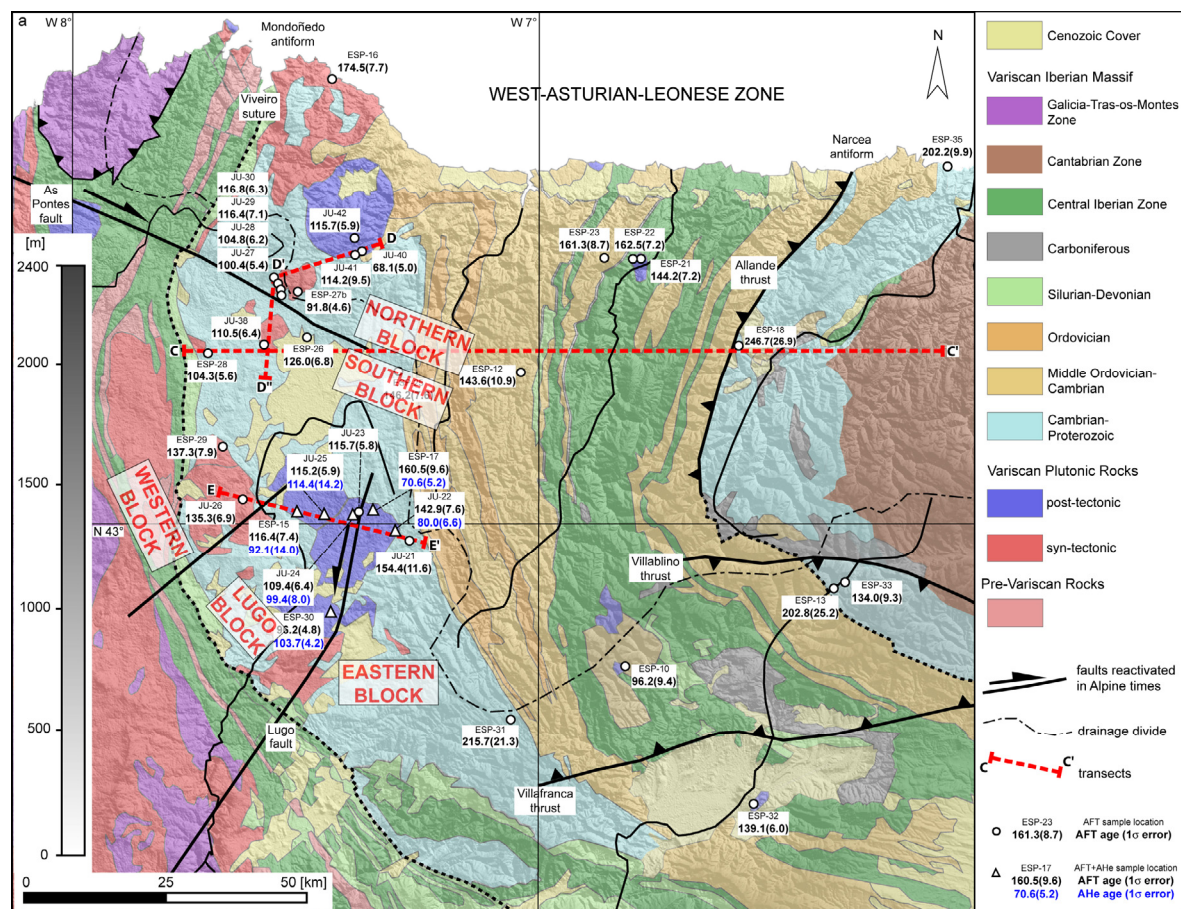 a
W 8°
Mondoñedo
antiform
W 7°
ESP-16
174.5(7.7)
N
WEST-ASTURIAN-LEONESE ZONE
Viveiro
suture
Narcea
antiform
ESP-35
202.2(9.9)
As
Pontes
fault
JU-30
116.8(6.3)
JU-29
116.4(7.1)
JU-28
104.8(6.2)
JU-27
100.4(5.4)
JU-42
115.7(5.9)
D
D'
JU-40
68.1(5.0)
JU-41
114.2(9.5)
ESP-27b
91.8(4.6)
ESP-23
161.3(8.7)
ESP-22
162.5(7.2)
ESP-21
144.2(7.2)
Allande
thrust
[m]
2400
2000
1500
1000
500
0
NORTHERN
BLOCK
SOUTHERN
BLOCK
JU-38
110.5(6.4)
ESP-26
126.0(6.8)
ESP-18
246.7(26.9)
C
C'
ESP-28
104.3(5.6)
D"
ESP-12
143.6(10.9)
JU-23
115.7(5.8)
ESP-29
137.3(7.9)
JU-25
115.2(5.9)
114.4(14.2)
ESP-17
160.5(9.6)
70.6(5.2)
WESTERN
BLOCK
E
JU-22
142.9(7.6)
80.0(6.6)
JU-26
135.3(6.9)
N 43°
ESP-15
116.4(7.4)
92.1(14.0)
JU-21
154.4(11.6)
E'
JU-24
109.4(6.4)
99.4(8.0)
LUGO
BLOCK
ESP-30
96.2(4.8)
103.7(4.2)
EASTERN
BLOCK
Villablino
thrust
ESP-33
134.0(9.3)
ESP-13
202.8(25.2)
ESP-10
96.2(9.4)
ESP-31
215.7(21.3)
Lugo
fault
Villafranca
thrust
ESP-32
139.1(6.0)
0
25
50 [km]
Cenozoic Cover
Variscan Iberian Massif
Galicia-Tras-os-Montes
Zone
Cantabrian Zone
Central Iberian Zone
Carboniferous
Silurian-Devonian
Ordovician
Middle Ordovician-
Cambrian
Cambrian-
Proterozoic
Variscan Plutonic Rocks
post-tectonic
syn-tectonic
Pre-Variscan Rocks
faults reactivated
in Alpine times
drainage divide
C
C'
transects
ESP-23
161.3(8.7)
AFT sample location
AFT age (1σ error)
ESP-17
160.5(9.6)
70.6(5.2)
AFT+AHe sample location
AFT age (1σ error)
AHe age (1σ error)